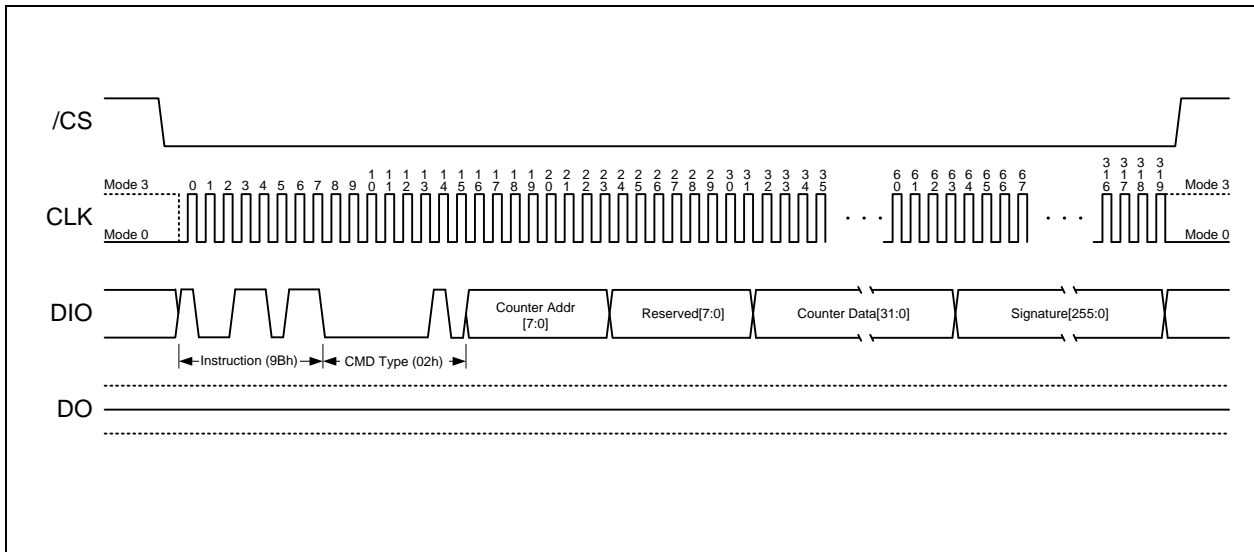 /CS
Mode 3
0 1 2 3 4 5 6 7 8 9 10 11 12 13 14 15 16 17 18 19 20 21 22 23 24 25 26 27 28 29 30 31 32 33 34 35 60 61 62 63 64 65 66 67 316 317 318 319
Mode 3
CLK
. . .
. . .
Mode 0
Mode 0
DIO
Counter Addr
[7:0]
Reserved[7:0]
Counter Data[31:0]
Signature[255:0]
Instruction (9Bh)
CMD Type (02h)
DO